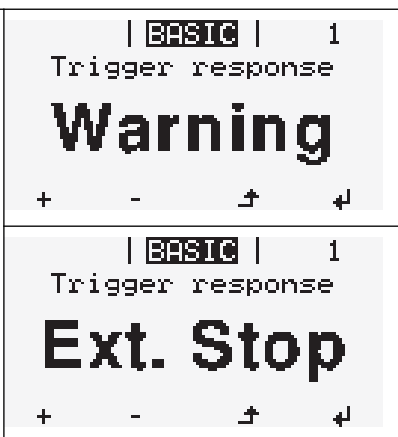 | BASIC | 1
Trigger response
Warning
+ - ⬏ ↵
| BASIC | 1
Trigger response
Ext. Stop
+ - ⬏ ↵